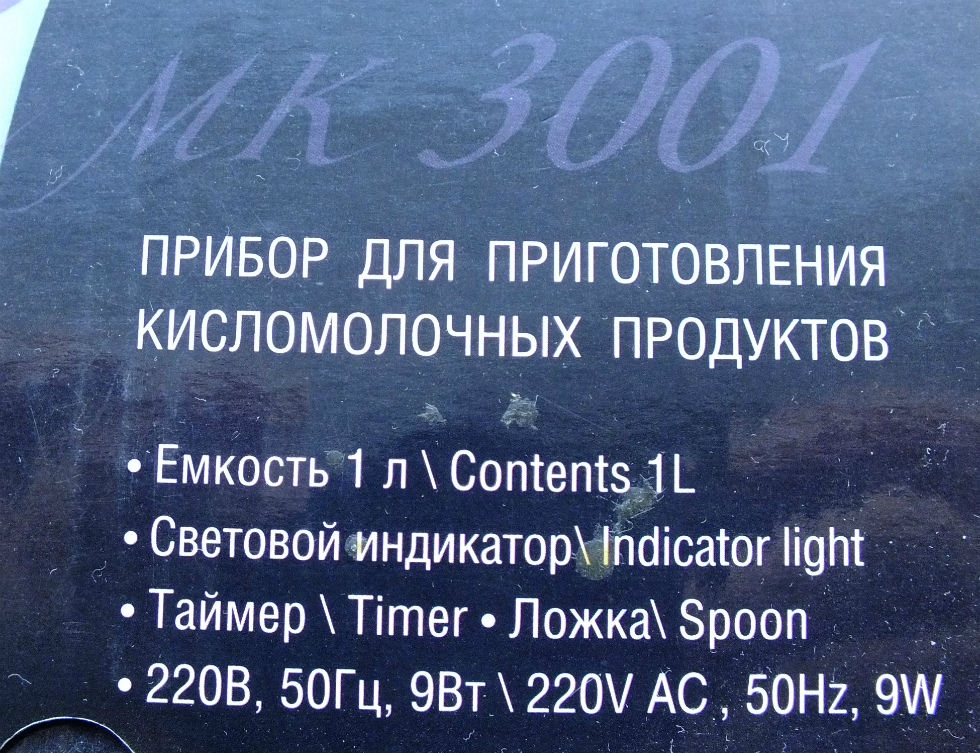 MK 3001
ПРИБОР ДЛЯ ПРИГОТОВЛЕНИЯ
КИСЛОМОЛОЧНЫХ ПРОДУКТОВ
• Емкость 1 л \ Contents 1L
• Световой индикатор\ Indicator light
• Таймер \ Timer • Ложка\ Spoon
• 220В, 50Гц, 9Вт \ 220V AC , 50Hz, 9W